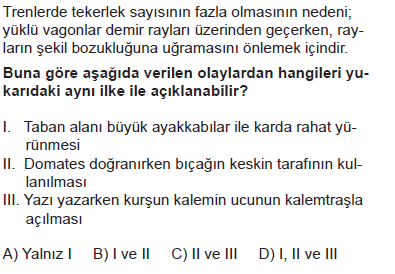 Trenlerde tekerlek sayısının fazla olmasının nedeni;
yüklü vagonlar demir rayları üzerinden geçerken, ray-
ların şekil bozukluğuna uğramasını önlemek içindir.
Buna göre aşağıda verilen olaylardan hangileri yu-
karıdaki aynı ilke ile açıklanabilir?
I. Taban alanı büyük ayakkabılar ile karda rahat yü-
rünmesi
II. Domates doğranırken bıçağın keskin tarafının kul-
lanılması
III. Yazı yazarken kurşun kalemin ucunun kalemtraşla
açılması
A) Yalnız I B) I ve II C) II ve III D) I, II ve III